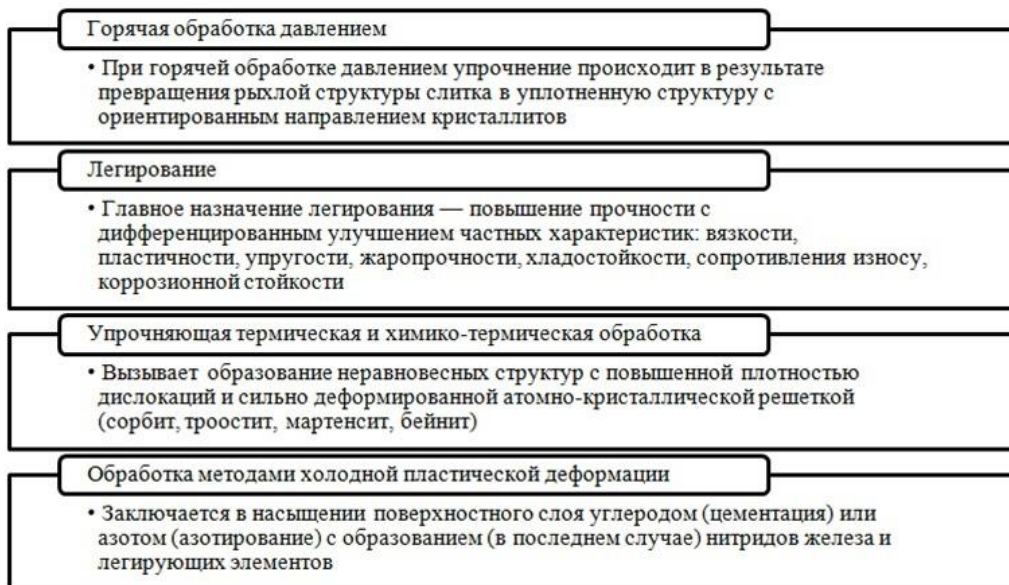 Горячая обработка давлением
• При горячей обработке давлением упрочнение происходит в результате
превращения рыхлой структуры слитка в уплотненную структуру с
ориентированным направлением кристаллитов
Легирование
• Главное назначение легирования — повышение прочности с
дифференцированным улучшением частных характеристик: вязкости,
пластичности, упругости, жаропрочности, хладостойкости, сопротивления износу,
коррозионной стойкости
Упрочняющая термическая и химико-термическая обработка
• Вызывает образование неравновесных структур с повышенной плотностью
дислокаций и сильно деформированной атомно-кристаллической решеткой
(сорбит, троостит, мартенсит, бейнит)
Обработка методами холодной пластической деформации
• Заключается в насыщении поверхностного слоя углеродом (цементация) или
азотом (азотирование) с образованием (в последнем случае) нитридов железа и
легирующих элементов